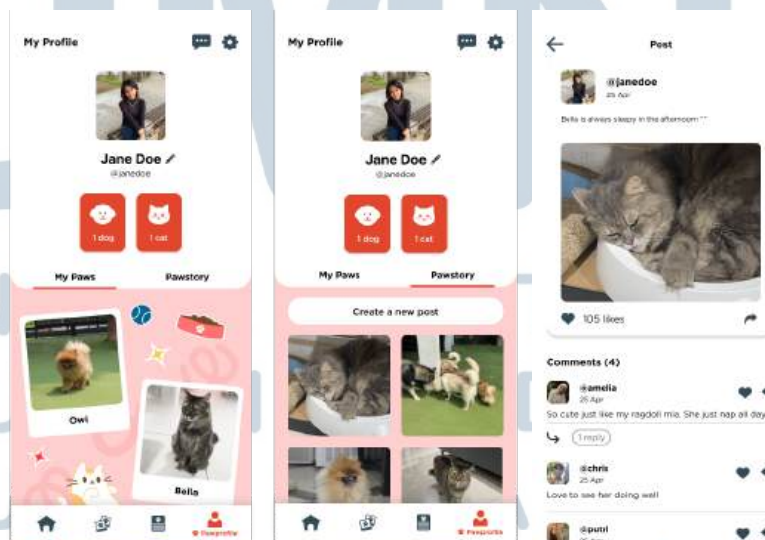 My Profile
Jane Doe
@janedoe
1 dog
1 cat
My Paws
Pawstory
Owi
Bella
Pawprofile
My Profile
Jane Doe
@janedoe
1 dog
1 cat
My Paws
Pawstory
Create a new post
Pawprofile
Post
@janedoe
25 Apr
Bella is always sleepy in the afternoon ^^
105 likes
Comments (4)
@amelia
25 Apr
So cute just like my ragdoll mia. She just nap all day
1 reply
@chris
25 Apr
Love to see her doing well
@putri